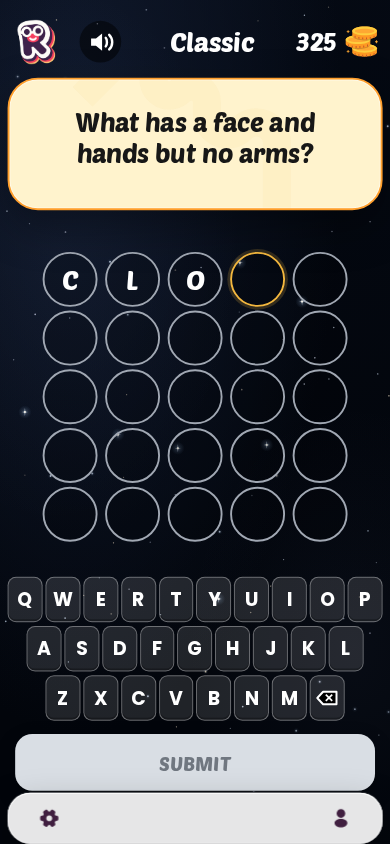 R
Classic
325
What has a face and
hands but no arms?
C L O
Q W E R T Y U I O P
A S D F G H J K L
Z X C V B N M
SUBMIT